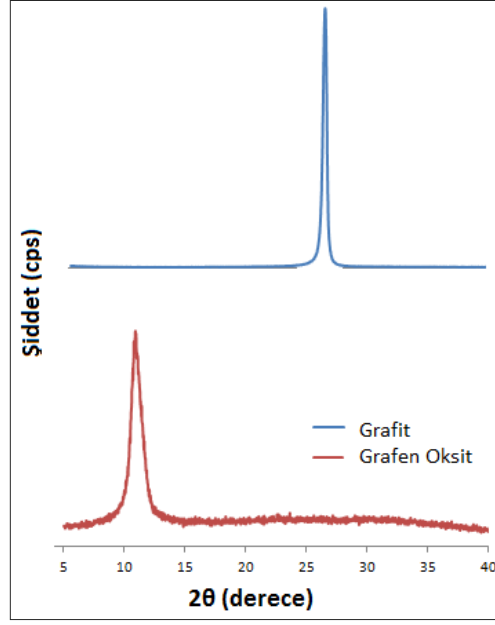 Şiddet (cps)
Grafit
Grafen Oksit
5 10 15 20 25 30 35 40
2θ (derece)